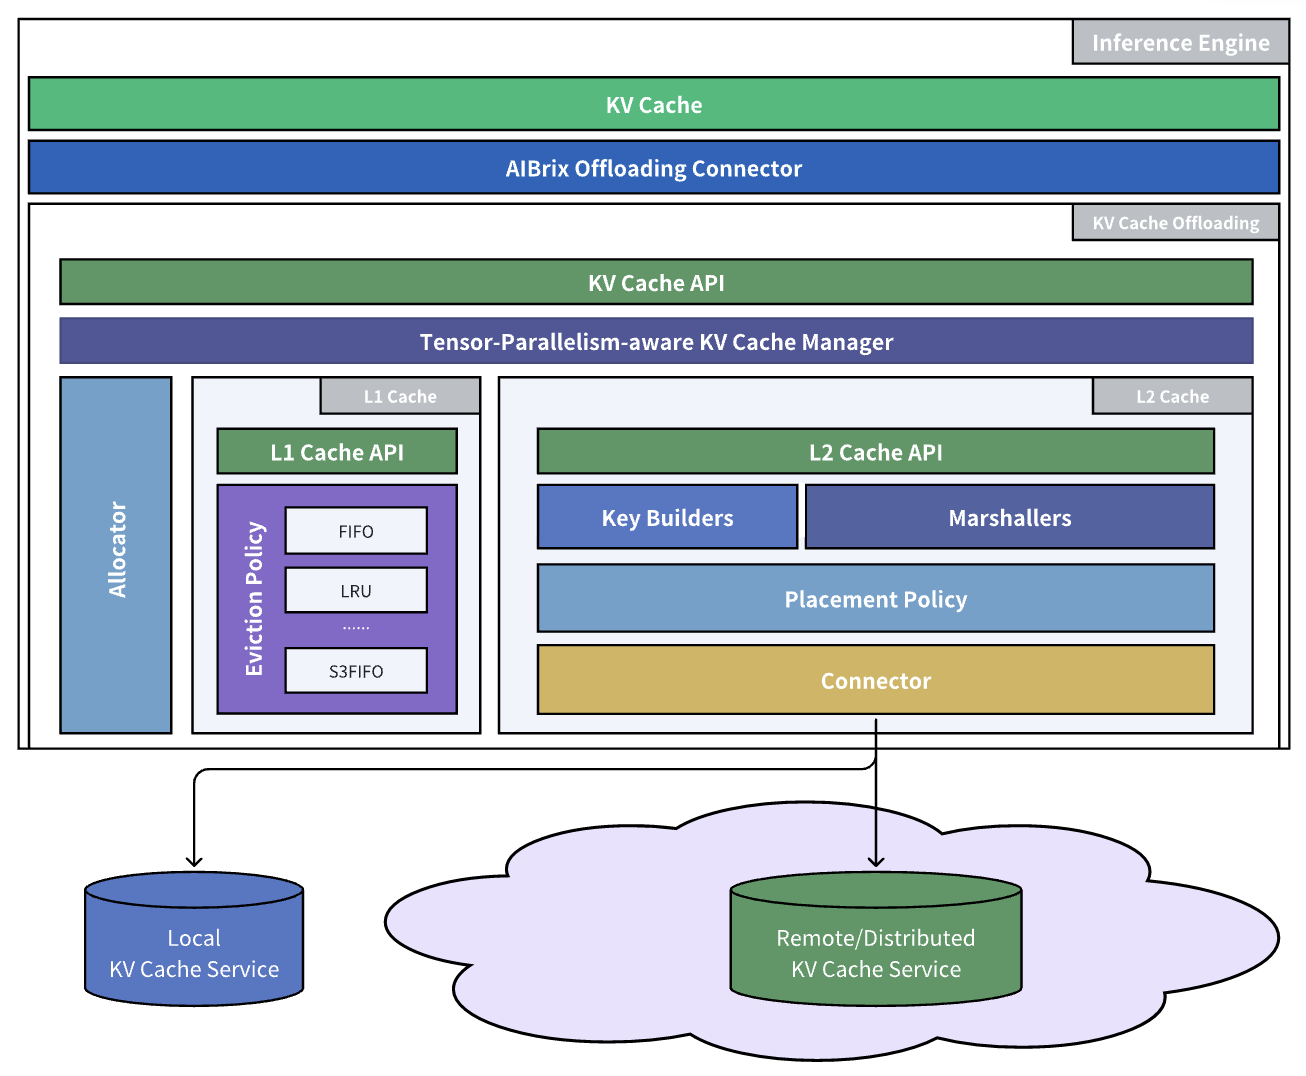 Inference Engine
KV Cache
AIBrix Offloading Connector
KV Cache Offloading
KV Cache API
Tensor-Parallelism-aware KV Cache Manager
Allocator
L1 Cache
L1 Cache API
Eviction Policy
FIFO
LRU
......
S3FIFO
L2 Cache
L2 Cache API
Key Builders
Marshallers
Placement Policy
Connector
Local
KV Cache Service
Remote/Distributed
KV Cache Service